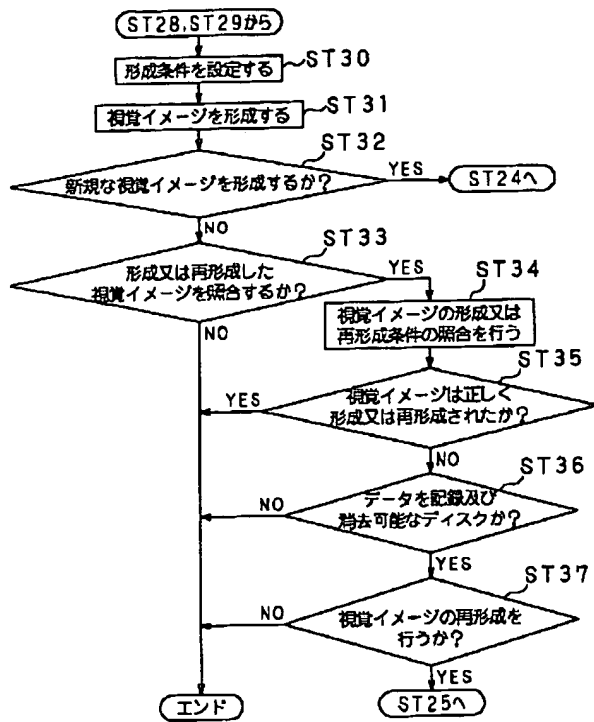 ST28,ST29から
形成条件を設定する
ST30
視覚イメージを形成する
ST31
ST32
新規な視覚イメージを形成するか?
YES
ST24へ
NO
ST33
形成又は再形成した
視覚イメージを照合するか?
YES
NO
ST34
視覚イメージの形成又は
再形成条件の照合を行う
ST35
視覚イメージは正しく
形成又は再形成されたか?
YES
NO
ST36
データを記録及び
消去可能なディスクか?
NO
YES
ST37
視覚イメージの再形成を
行うか?
NO
YES
エンド
ST25へ